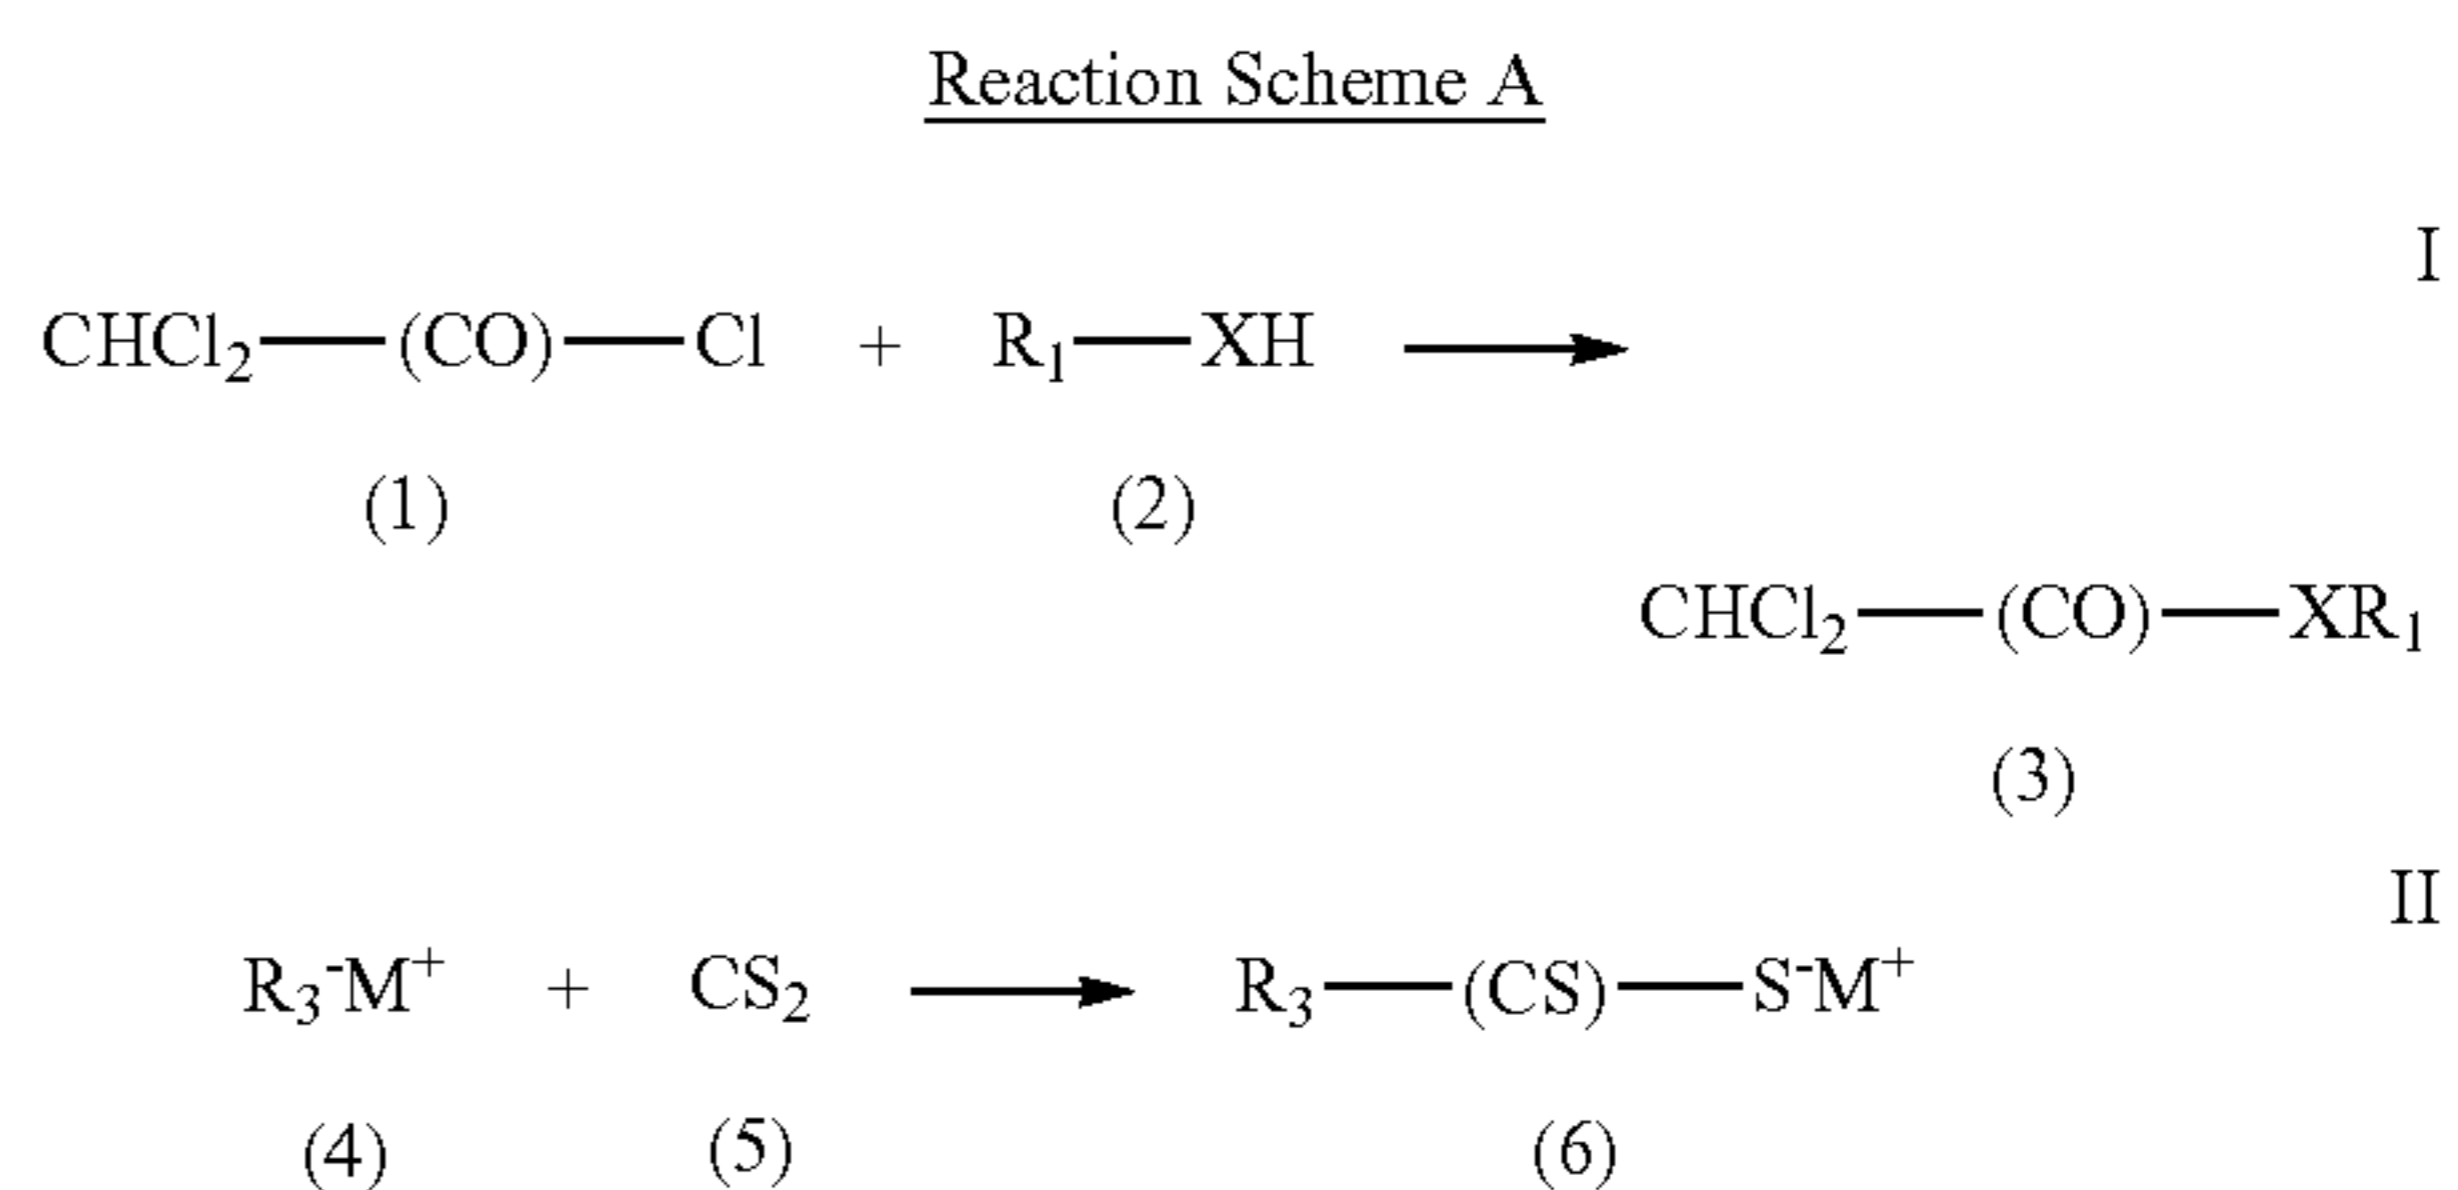 Reaction Scheme A
I
CHCl₂—(CO)—Cl + R₁—XH →
(1) (2)
CHCl₂—(CO)—XR₁
(3)
II
R₃⁻M⁺ + CS₂ → R₃—(CS)—S⁻M⁺
(4) (5) (6)